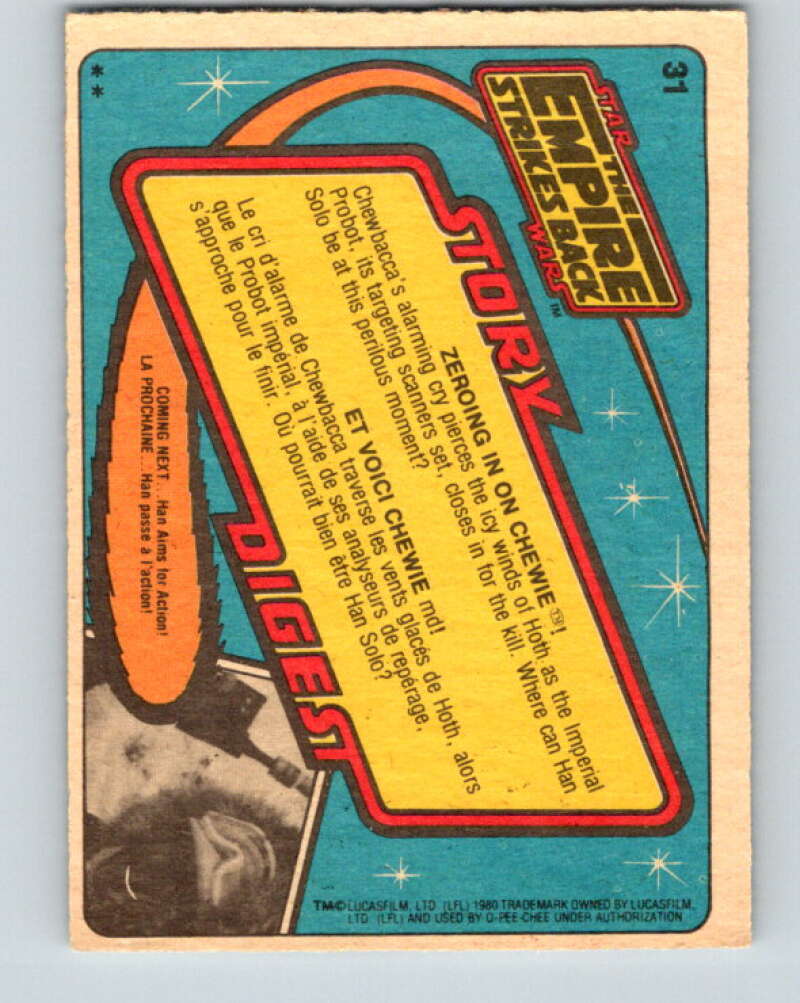 31
STAR
THE
EMPIRE
STRIKES BACK
WARS™
STORY
ZEROING IN ON CHEWIE™!
Chewbacca's alarming cry pierces the icy winds of Hoth as the Imperial
Probot, its targeting scanners set, closes in for the kill. Where can Han
Solo be at this perilous moment?
ET VOICI CHEWIE md!
Le cri d'alarme de Chewbacca traverse les vents glacés de Hoth, alors
que le Probot impérial, à l'aide de ses analyseurs de repérage,
s'approche pour le finir. Où pourrait bien être Han Solo?
DIGEST
COMING NEXT...Han Aims for Action!
LA PROCHAINE...Han passe à l'action!
**
TM©LUCASFILM, LTD (LFL) 1980 TRADEMARK OWNED BY LUCASFILM,
LTD (LFL) AND USED BY O-PEE-CHEE UNDER AUTHORIZATION